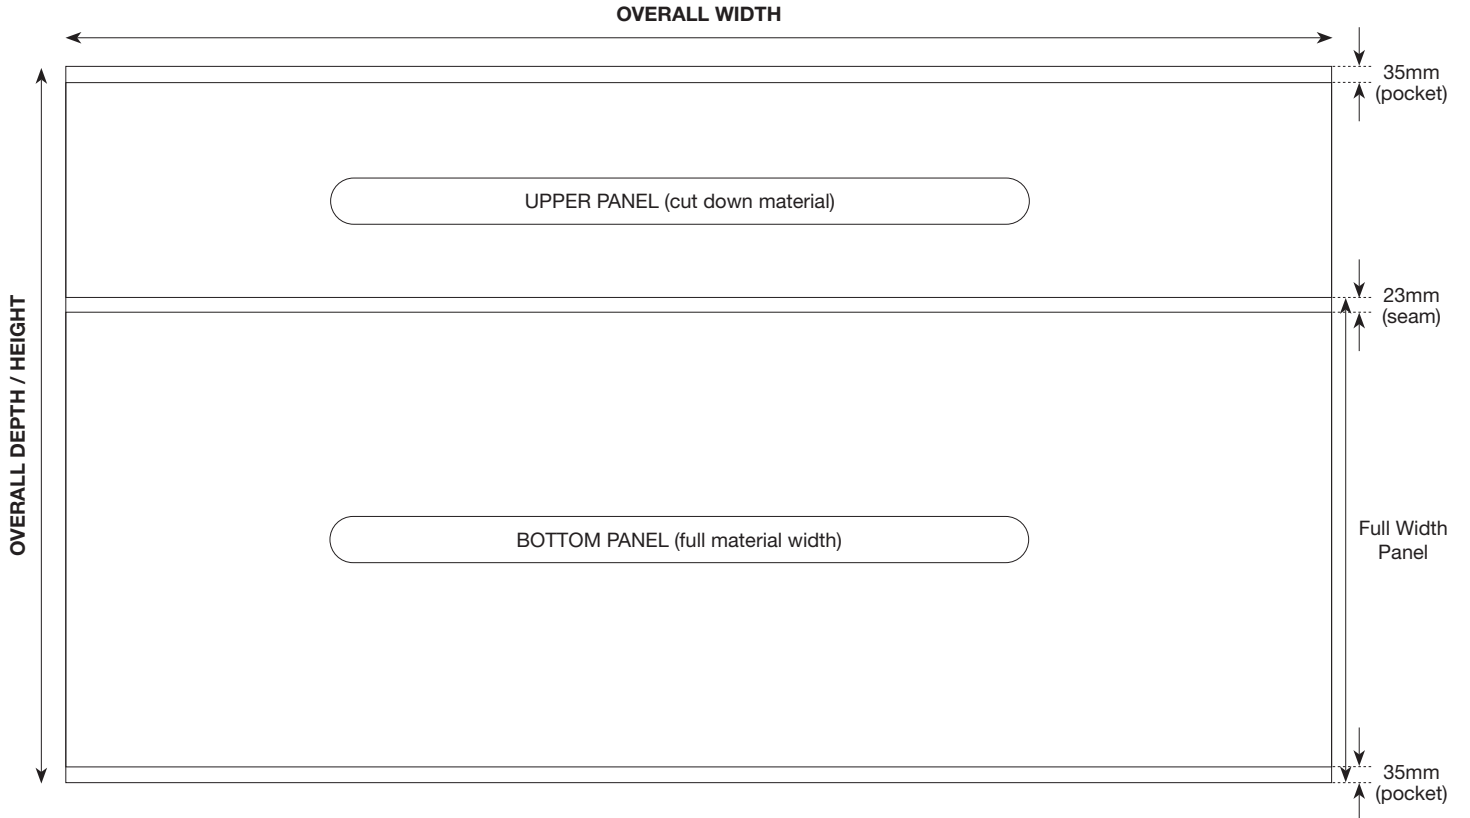 OVERALL WIDTH
35mm
(pocket)
UPPER PANEL (cut down material)
23mm
(seam)
OVERALL DEPTH / HEIGHT
BOTTOM PANEL (full material width)
Full Width
Panel
35mm
(pocket)